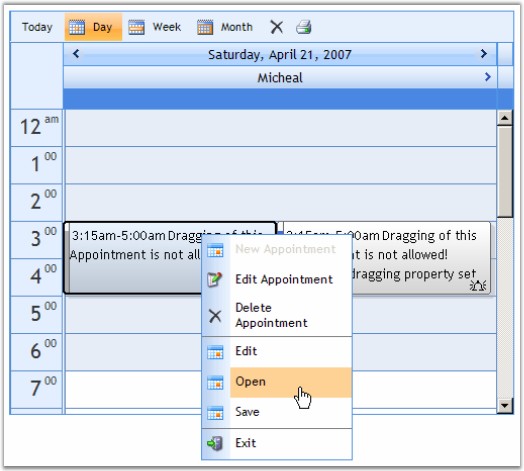 Today Day Week Month
Saturday, April 21, 2007
Micheal
12 am
1 00
2 00
3 00
3:15am-5:00am Dragging of this
Appointment is not all
5:00am Dragging of this
t is not allowed!
dragging property set
4 00
5 00
6 00
7 00
New Appointment
Edit Appointment
Delete
Appointment
Edit
Open
Save
Exit